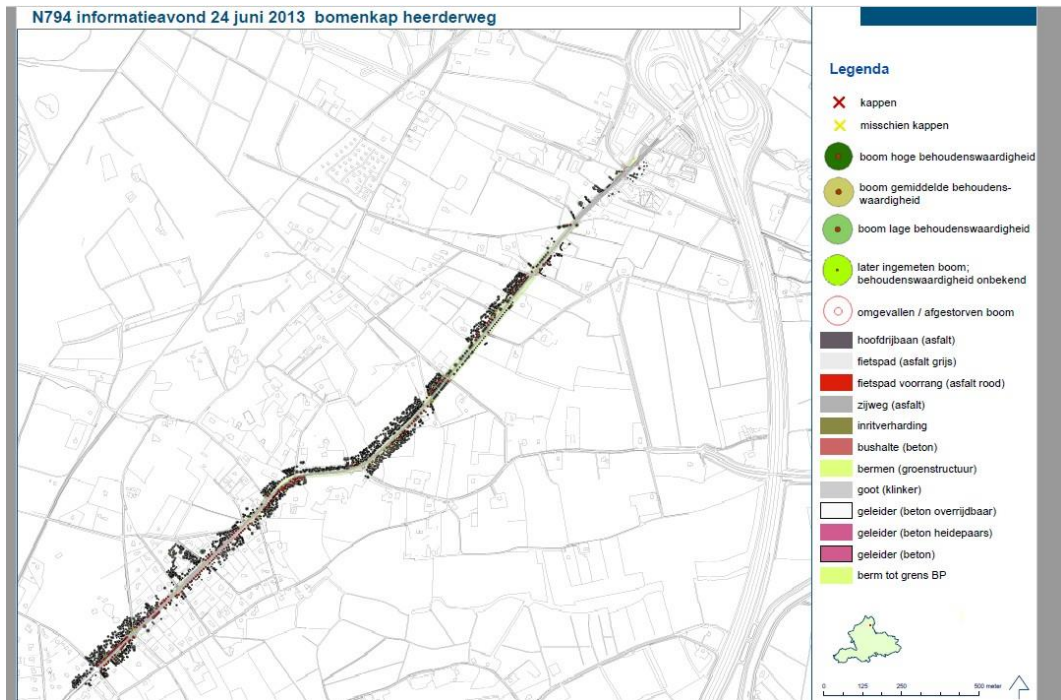 N794 informatieavond 24 juni 2013 bomenkap heerderweg
Legenda
kappen
misschien kappen
boom hoge behoudenswaardigheid
boom gemiddelde behoudens-
waardigheid
boom lage behoudenswaardigheid
later ingemeten boom;
behoudenswaardigheid onbekend
omgevallen / afgestorven boom
hoofdrijbaan (asfalt)
fietspad (asfalt grijs)
fietspad voorrang (asfalt rood)
zijweg (asfalt)
inritverharding
bushalte (beton)
bermen (groenstructuur)
goot (klinker)
geleider (beton overrijdbaar)
geleider (beton heidepaars)
geleider (beton)
berm tot grens BP
0 125 250 500 meter